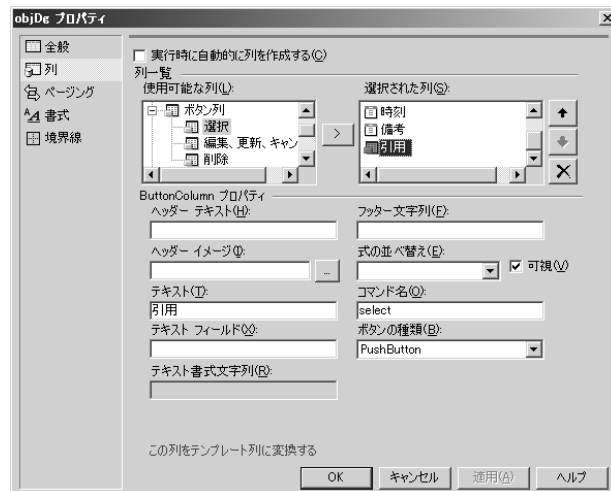 objDg プロパティ
全般
列
ページング
書式
境界線
実行時に自動的に列を作成する(C)
列一覧
使用可能な列(L):
ボタン列
選択
編集、更新、キャン
削除
>
選択された列(S):
時刻
備考
引用
ButtonColumn プロパティ
ヘッダー テキスト(H):
フッター文字列(F):
ヘッダー イメージ(I):
...
式の並べ替え(E):
可視(V)
テキスト(T):
引用
コマンド名(O):
select
テキスト フィールド(X):
ボタンの種類(B):
PushButton
テキスト書式文字列(R):
この列をテンプレート列に変換する
OK
キャンセル
適用(A)
ヘルプ